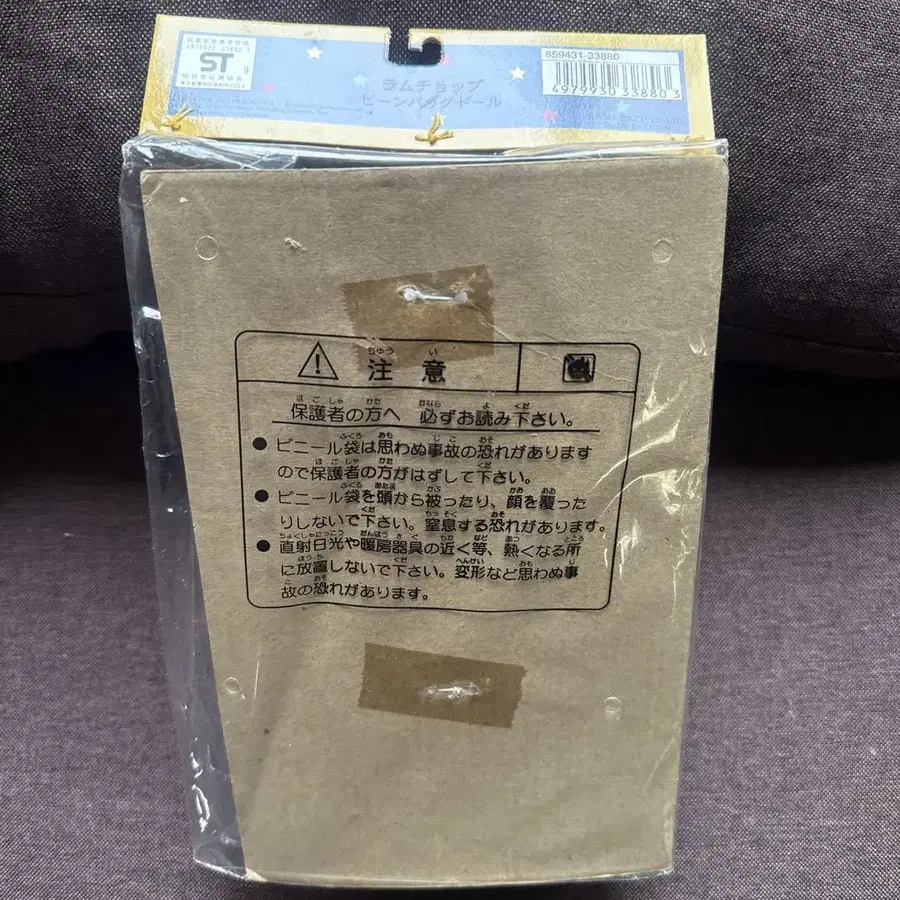 4979930 33880 3
ST
859431-33880
4979930 33880 3
ラムチョップ
ビーンバッグドール
注意
保護者の方へ 必ずお読み下さい。
● ビニール袋は思わぬ事故の恐れがあります
ので保護者の方がはずして下さい。
● ビニール袋を頭から被ったり、顔を覆った
りしないで下さい。窒息する恐れがあります。
● 直射日光や暖房器具の近く等、熱くなる所
に放置しないで下さい。変形など思わぬ事
故の恐れがあります。